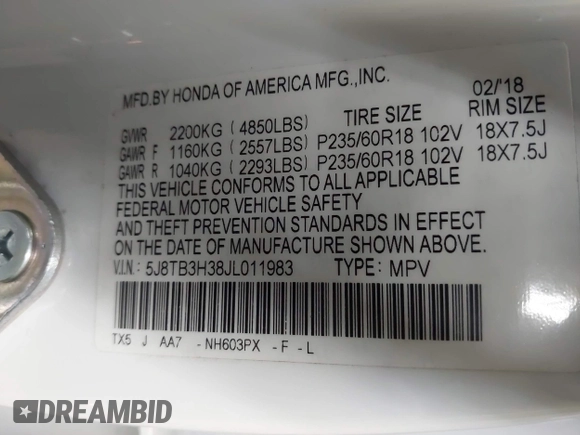 MFD.BY HONDA OF AMERICA MFG.,INC. 02/'18
GVWR 2200KG ( 4850LBS) TIRE SIZE RIM SIZE
GAWR F 1160KG ( 2557LBS) P235/60R18 102V 18X7.5J
GAWR R 1040KG ( 2293LBS) P235/60R18 102V 18X7.5J
THIS VEHICLE CONFORMS TO ALL APPLICABLE
FEDERAL MOTOR VEHICLE SAFETY
AND THEFT PREVENTION STANDARDS IN EFFECT
ON THE DATE OF MANUFACTURE SHOWN ABOVE.
V.I.N: 5J8TB3H38JL011983 TYPE: MPV
TX5 J AA7 -NH603PX -F -L
DREAMBID